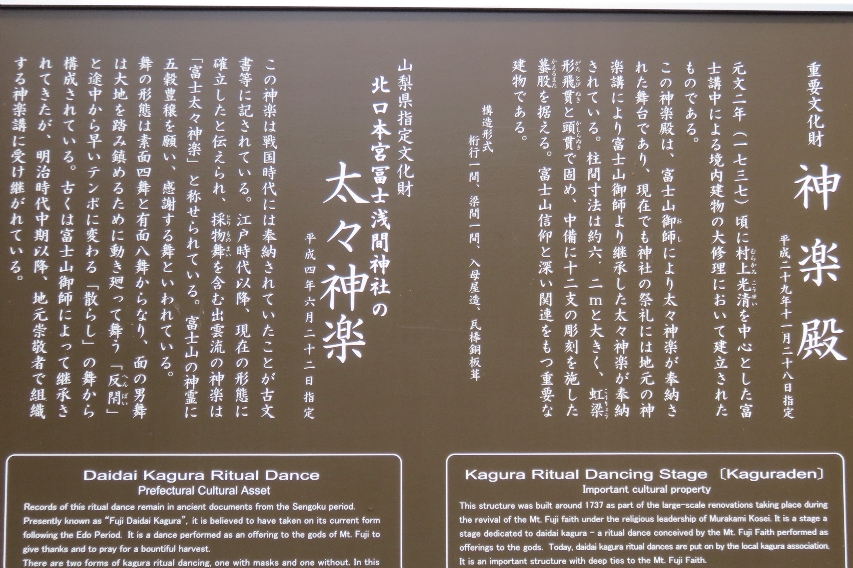 重要文化財
神楽殿
平成二十九年十一月二十八日指定
元文二年(一七三七)頃に村上光清を中心とした富
士講中による境内建物の大修理において建立された
ものである。
この神楽殿は、富士山御師により太々神楽が奉納さ
れた舞台であり、現在でも神社の祭礼には地元の神
楽講により富士山御師より継承した太々神楽が奉納
されている。柱間寸法は約六、二mと大きく、虹梁
形飛貫と頭貫で固め、中備に十二支の彫刻を施した
蟇股を据える。富士山信仰と深い関連をもつ重要な
建物である。
構造形式
桁行一間、梁間一間、入母屋造、瓦棒銅板葺
山梨県指定文化財
北口本宮冨士浅間神社の
太々神楽
平成四年六月二十二日指定
この神楽は戦国時代には奉納されていたことが古文
書等に記されている。江戸時代以降、現在の形態に
確立したと伝えられ、採物舞を含む出雲流の神楽は
「富士太々神楽」と称せられている。富士山の神霊に
五穀豊穣を願い、感謝する舞といわれている。
舞の形態は素面四舞と有面八舞からなり、面の男舞
は大地を踏み鎮めるために動き廻って舞う「反閇」
と途中から早いテンポに変わる「散らし」の舞から
構成されている。古くは富士山御師によって継承さ
れてきたが、明治時代中期以降、地元崇敬者で組織
する神楽講に受け継がれている。
Daidai Kagura Ritual Dance
Prefectural Cultural Asset
Records of this ritual dance remain in ancient documents from the Sengoku period.
Presently known as "Fuji Daidai Kagura", it is believed to have taken on its current form
following the Edo Period. It is a dance performed as an offering to the gods of Mt. Fuji to
give thanks and to pray for a bountiful harvest.
There are two forms of kagura ritual dancing, one with masks and one without. In this
Kagura Ritual Dancing Stage〔Kaguraden〕
Important cultural property
This structure was built around 1737 as part of the large-scale renovations taking place during
the revival of the Mt. Fuji faith under the religious leadership of Murakami Kosei. It is a stage a
stage dedicated to daidai kagura - a ritual dance conceived by the Mt. Fuji Faith performed as
offerings to the gods. Today, daidai kagura ritual dances are put on by the local kagura association.
It is an important structure with deep ties to the Mt. Fuji Faith.